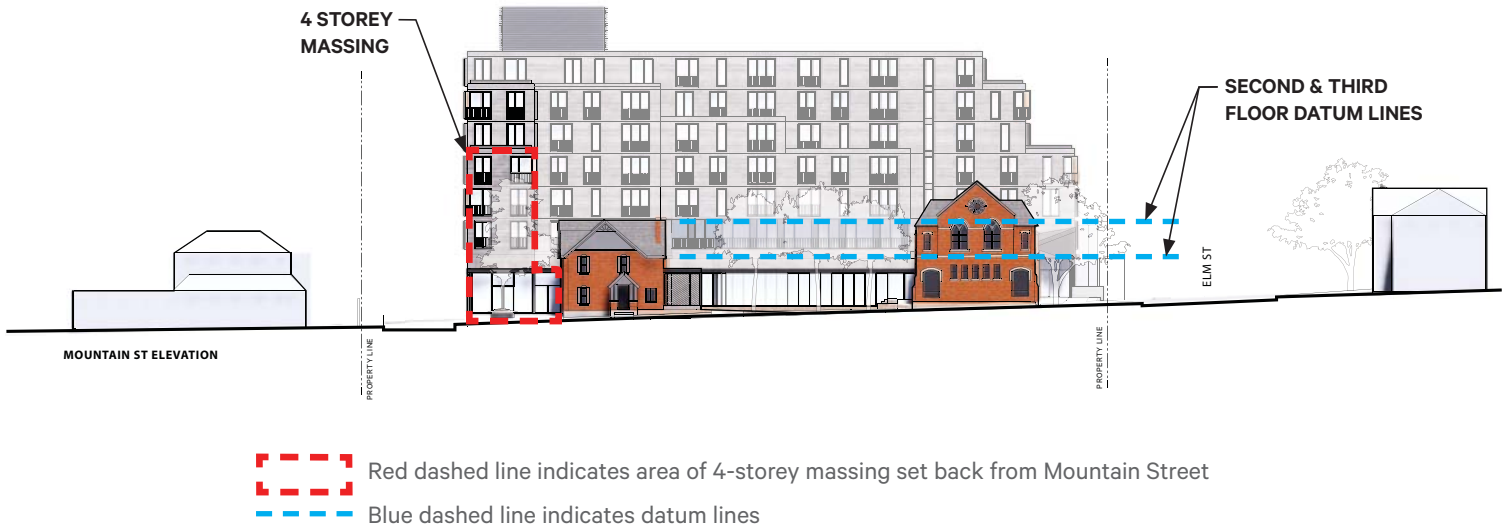 4 STOREY
MASSING
SECOND & THIRD
FLOOR DATUM LINES
ELM ST
MOUNTAIN ST ELEVATION
PROPERTY LINE
PROPERTY LINE
Red dashed line indicates area of 4-storey massing set back from Mountain Street
Blue dashed line indicates datum lines